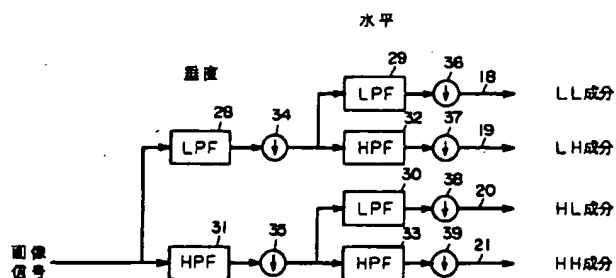 水平
垂直
29 36 18
LPF LL成分
28 34 32 37 19
LPF HPF LH成分
30 38 20
LPF HL成分
31 35 33 39 21
画像
信号
HPF HPF HH成分